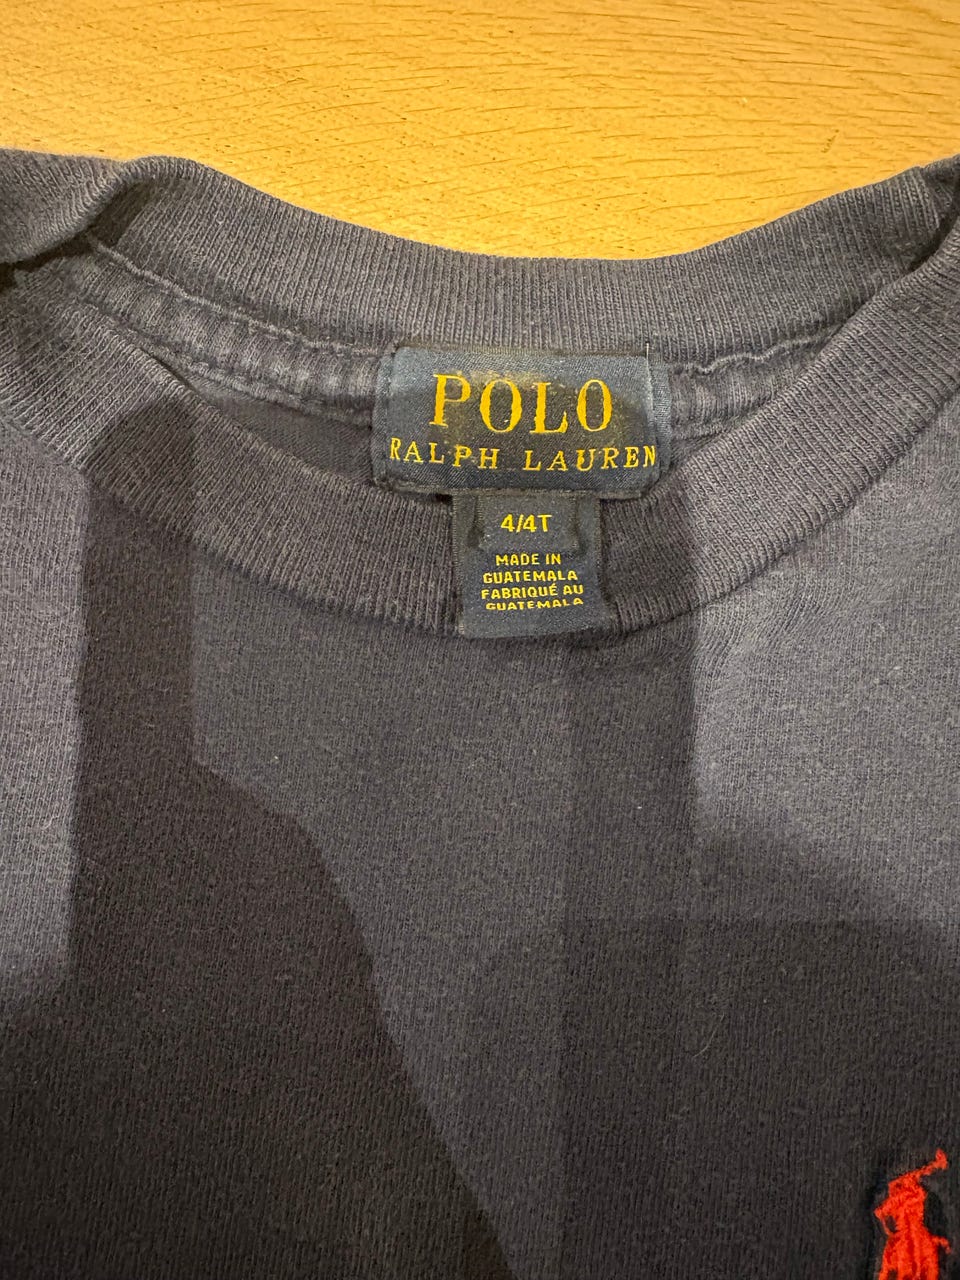 POLO
RALPH LAUREN
4/4T
MADE IN
GUATEMALA
FABRIQUÉ AU
GUATEMALA